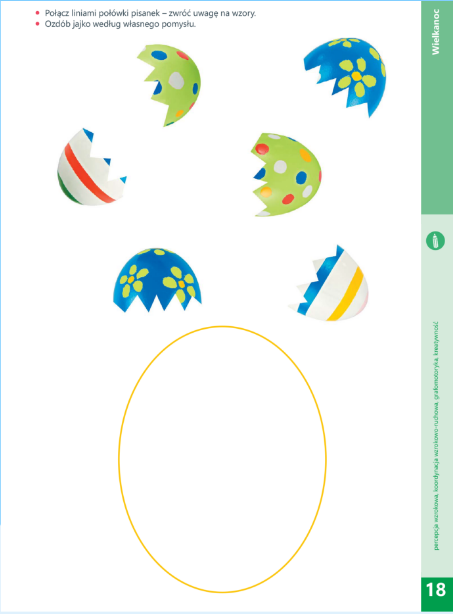 Połącz liniami połówki pisanek – zwróć uwagę na wzory.
Ozdób jajko według własnego pomysłu.
Wielkanoc
percepcja wzrokowa, koordynacja wzrokowo-ruchowa, grafomotoryka, kreatywność
18